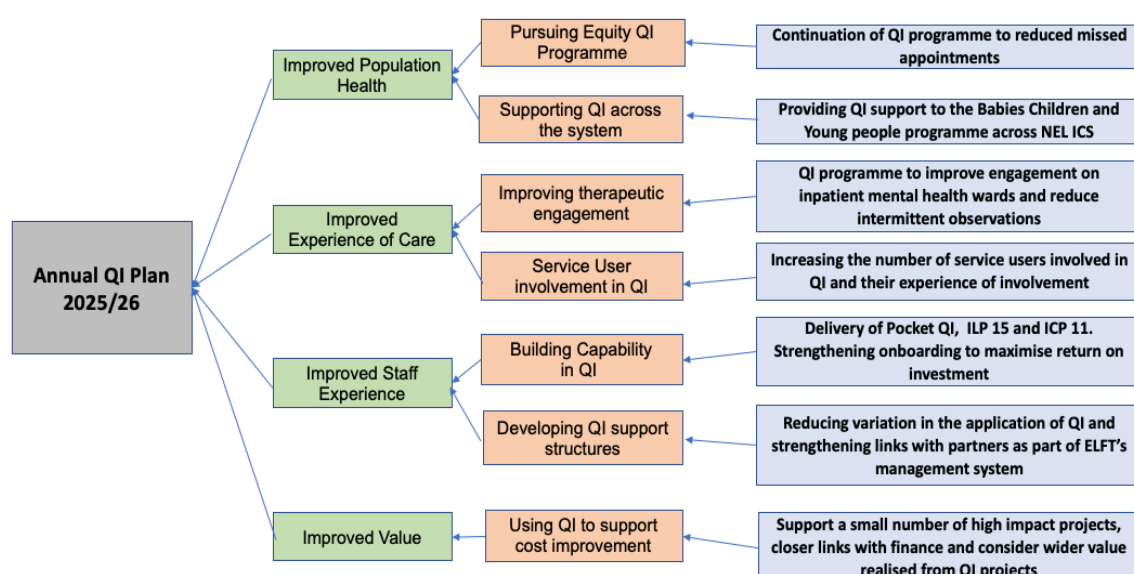 Annual QI Plan
2025/26
Improved Population
Health
Pursuing Equity QI
Programme
Continuation of QI programme to reduced missed
appointments
Supporting QI across
the system
Providing QI support to the Babies Children and
Young people programme across NEL ICS
Improved
Experience of Care
Improving therapeutic
engagement
QI programme to improve engagement on
inpatient mental health wards and reduce
intermittent observations
Service User
involvement in QI
Increasing the number of service users involved in
QI and their experience of involvement
Improved Staff
Experience
Building Capability
in QI
Delivery of Pocket QI, ILP 15 and ICP 11.
Strengthening onboarding to maximise return on
investment
Developing QI support
structures
Reducing variation in the application of QI and
strengthening links with partners as part of ELFT's
management system
Improved Value
Using QI to support
cost improvement
Support a small number of high impact projects,
closer links with finance and consider wider value
realised from QI projects